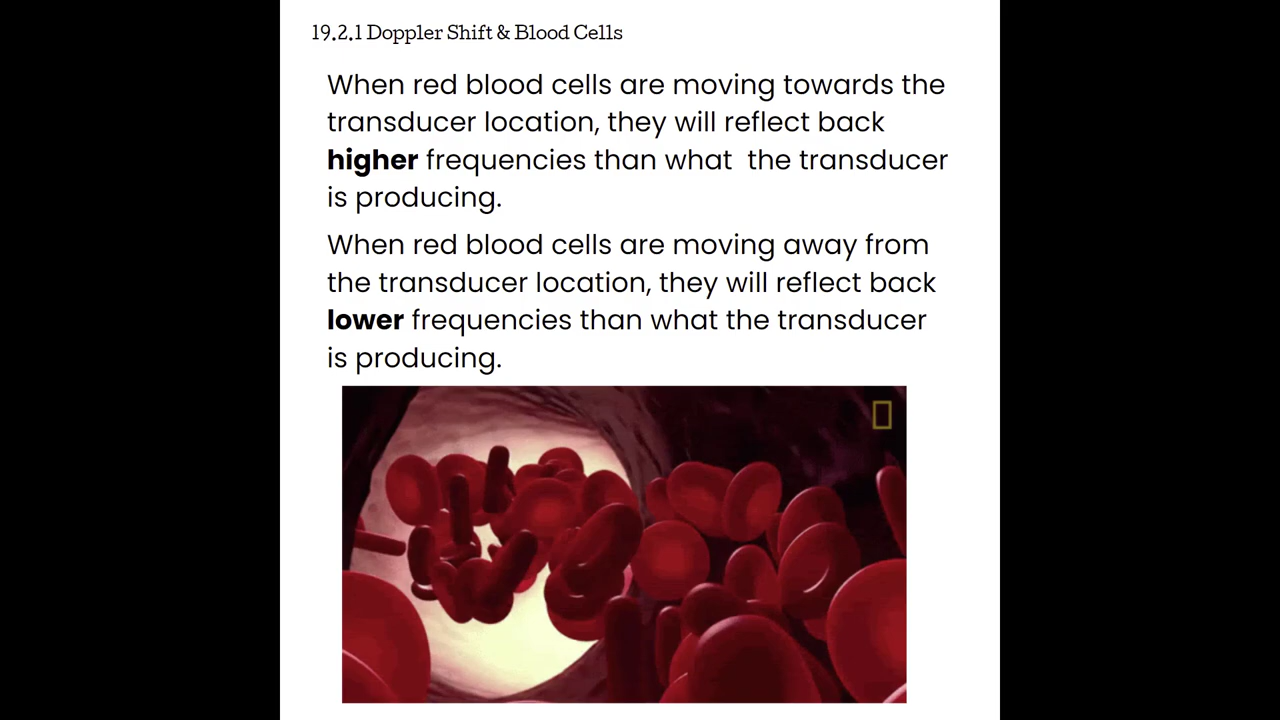 19.2.1 Doppler Shift & Blood Cells
When red blood cells are moving towards the
transducer location, they will reflect back
higher frequencies than what  the transducer
is producing.
When red blood cells are moving away from
the transducer location, they will reflect back
lower frequencies than what the transducer
is producing.